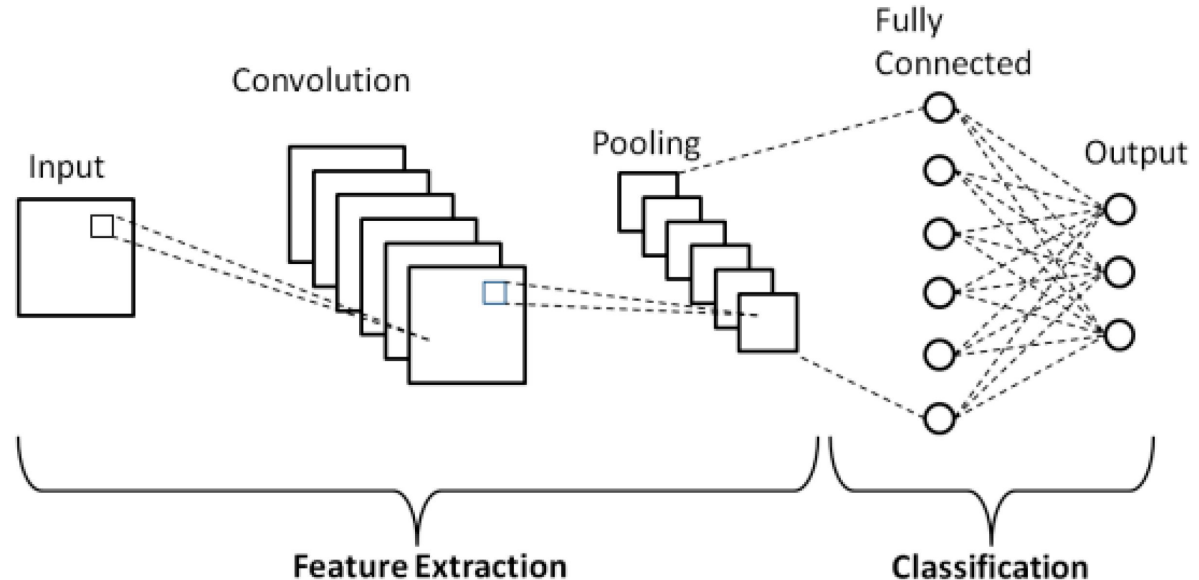 Input
Convolution
Pooling
Fully
Connected
Output
Feature Extraction
Classification